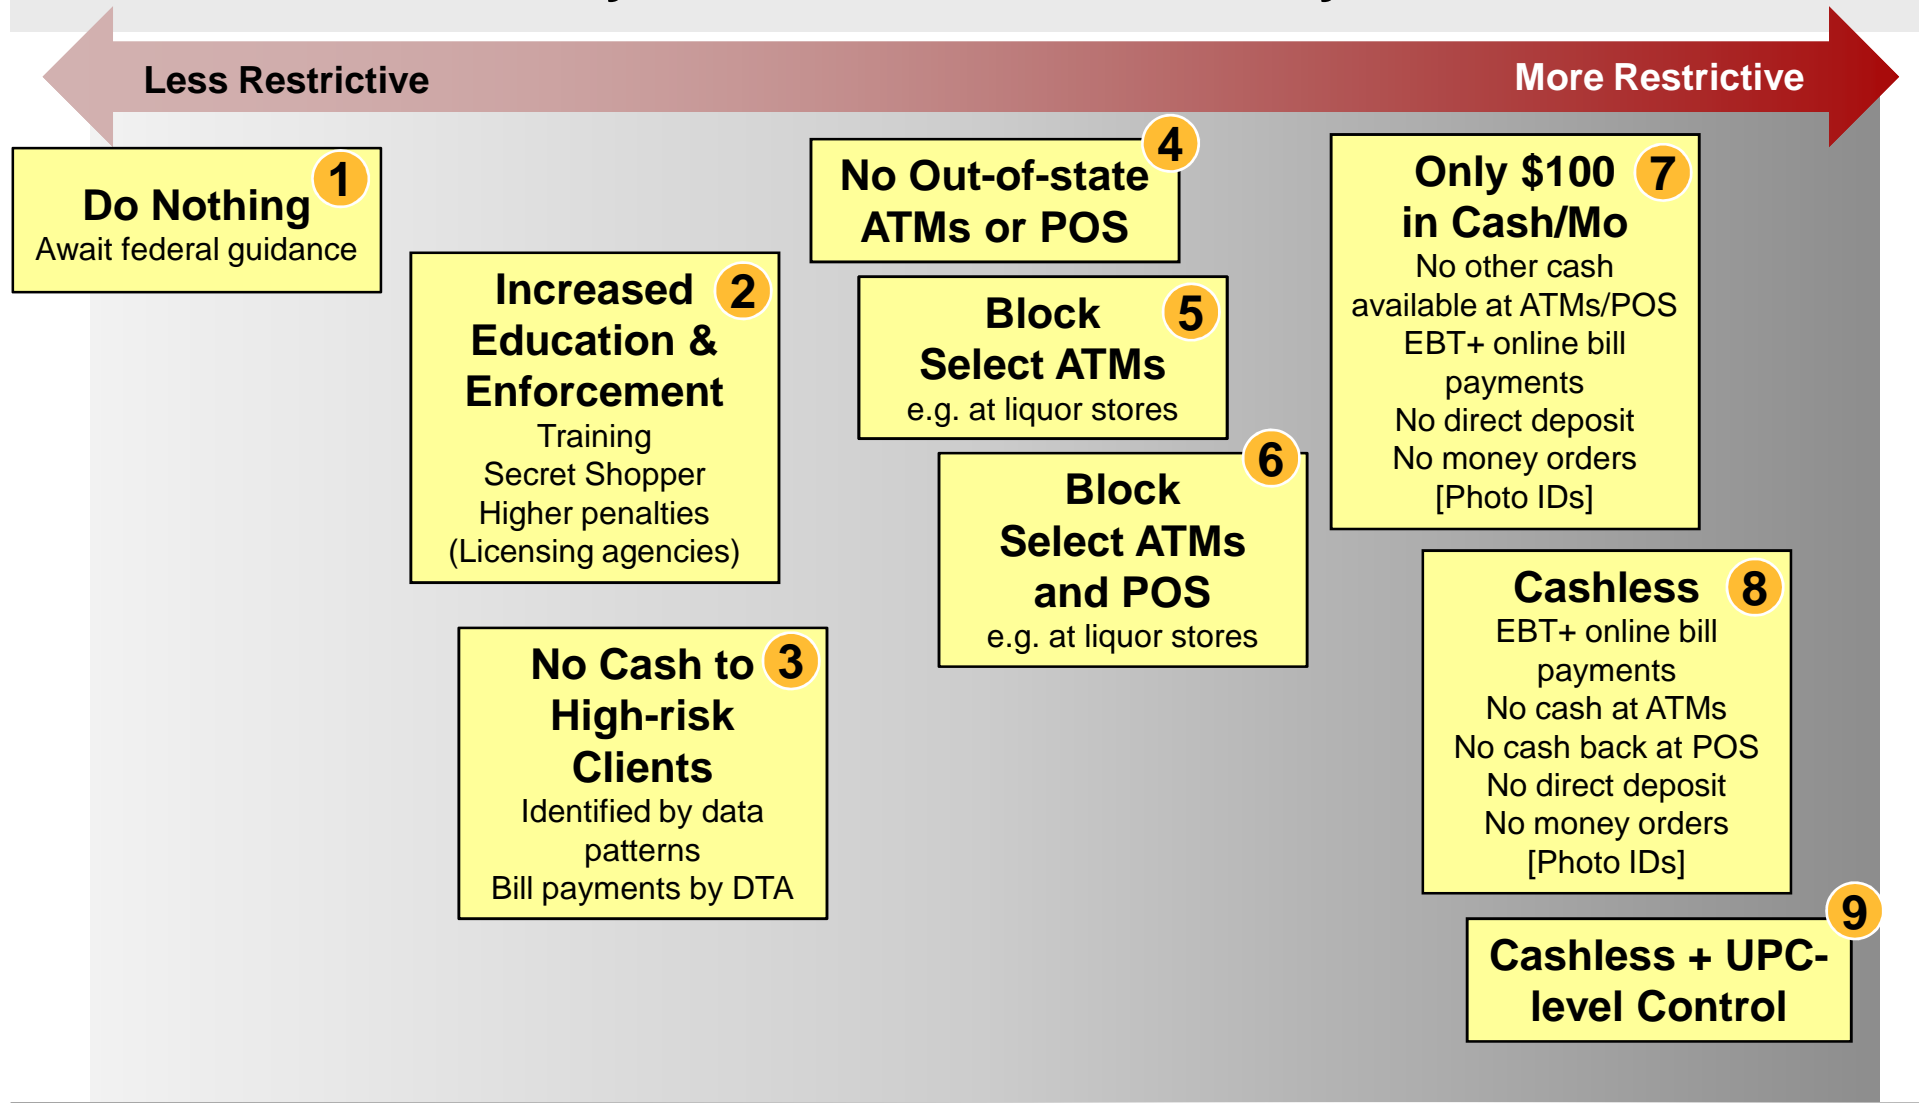 Less Restrictive
More Restrictive
1
Do Nothing
Await federal guidance
2
Increased
Education &
Enforcement
Training
Secret Shopper
Higher penalties
(Licensing agencies)
3
No Cash to
High-risk
Clients
Identified by data
patterns
Bill payments by DTA
4
No Out-of-state
ATMs or POS
5
Block
Select ATMs
e.g. at liquor stores
6
Block
Select ATMs
and POS
e.g. at liquor stores
7
Only $100
in Cash/Mo
No other cash
available at ATMs/POS
EBT+ online bill
payments
No direct deposit
No money orders
[Photo IDs]
8
Cashless
EBT+ online bill
payments
No cash at ATMs
No cash back at POS
No direct deposit
No money orders
[Photo IDs]
9
Cashless + UPC-
level Control